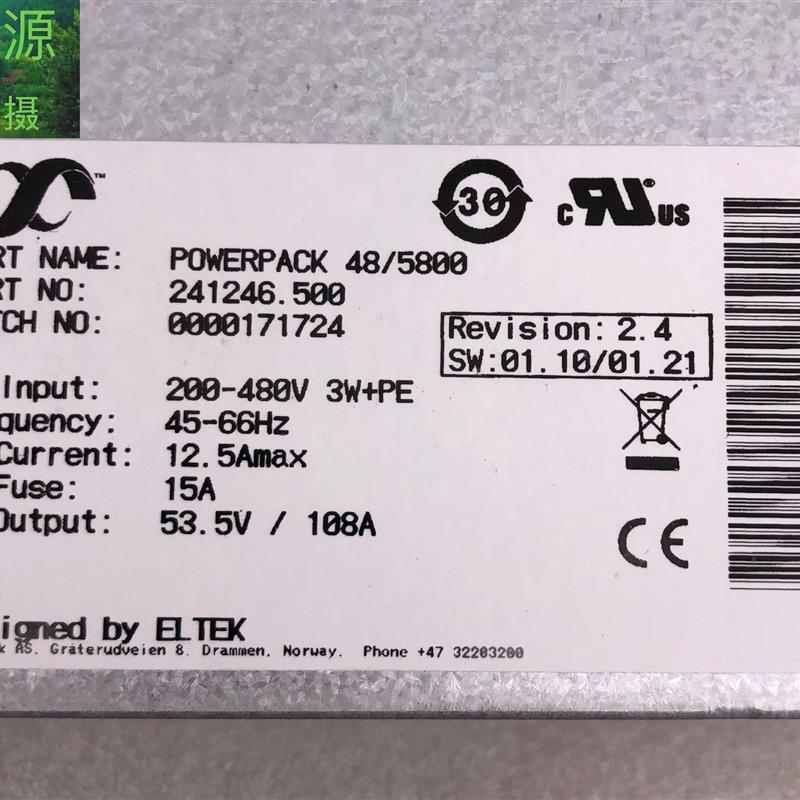 源
摄
™
30
c RU® US
RT NAME: POWERPACK 48/5800
RT NO: 241246.500
TCH NO: 0000171724
Revision: 2.4
SW:01.10/01.21
Input: 200-480V 3W+PE
quency: 45-66Hz
Current: 12.5Amax
Fuse: 15A
Output: 53.5V / 108A
CE
igned by ELTEK
k AS. Gråterudveien 8. Drammen. Norway. Phone +47 32203200